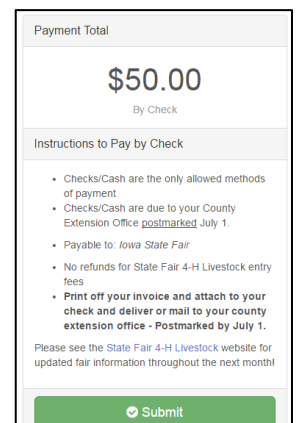 Payment Total
$50.00
By Check
Instructions to Pay by Check
• Checks/Cash are the only allowed methods
of payment
• Checks/Cash are due to your County
Extension Office postmarked July 1.
• Payable to: Iowa State Fair
• No refunds for State Fair 4-H Livestock entry
fees
• Print off your invoice and attach to your
check and deliver or mail to your county
extension office - Postmarked by July 1.
Please see the State Fair 4-H Livestock website for
updated fair information throughout the next month!
Submit